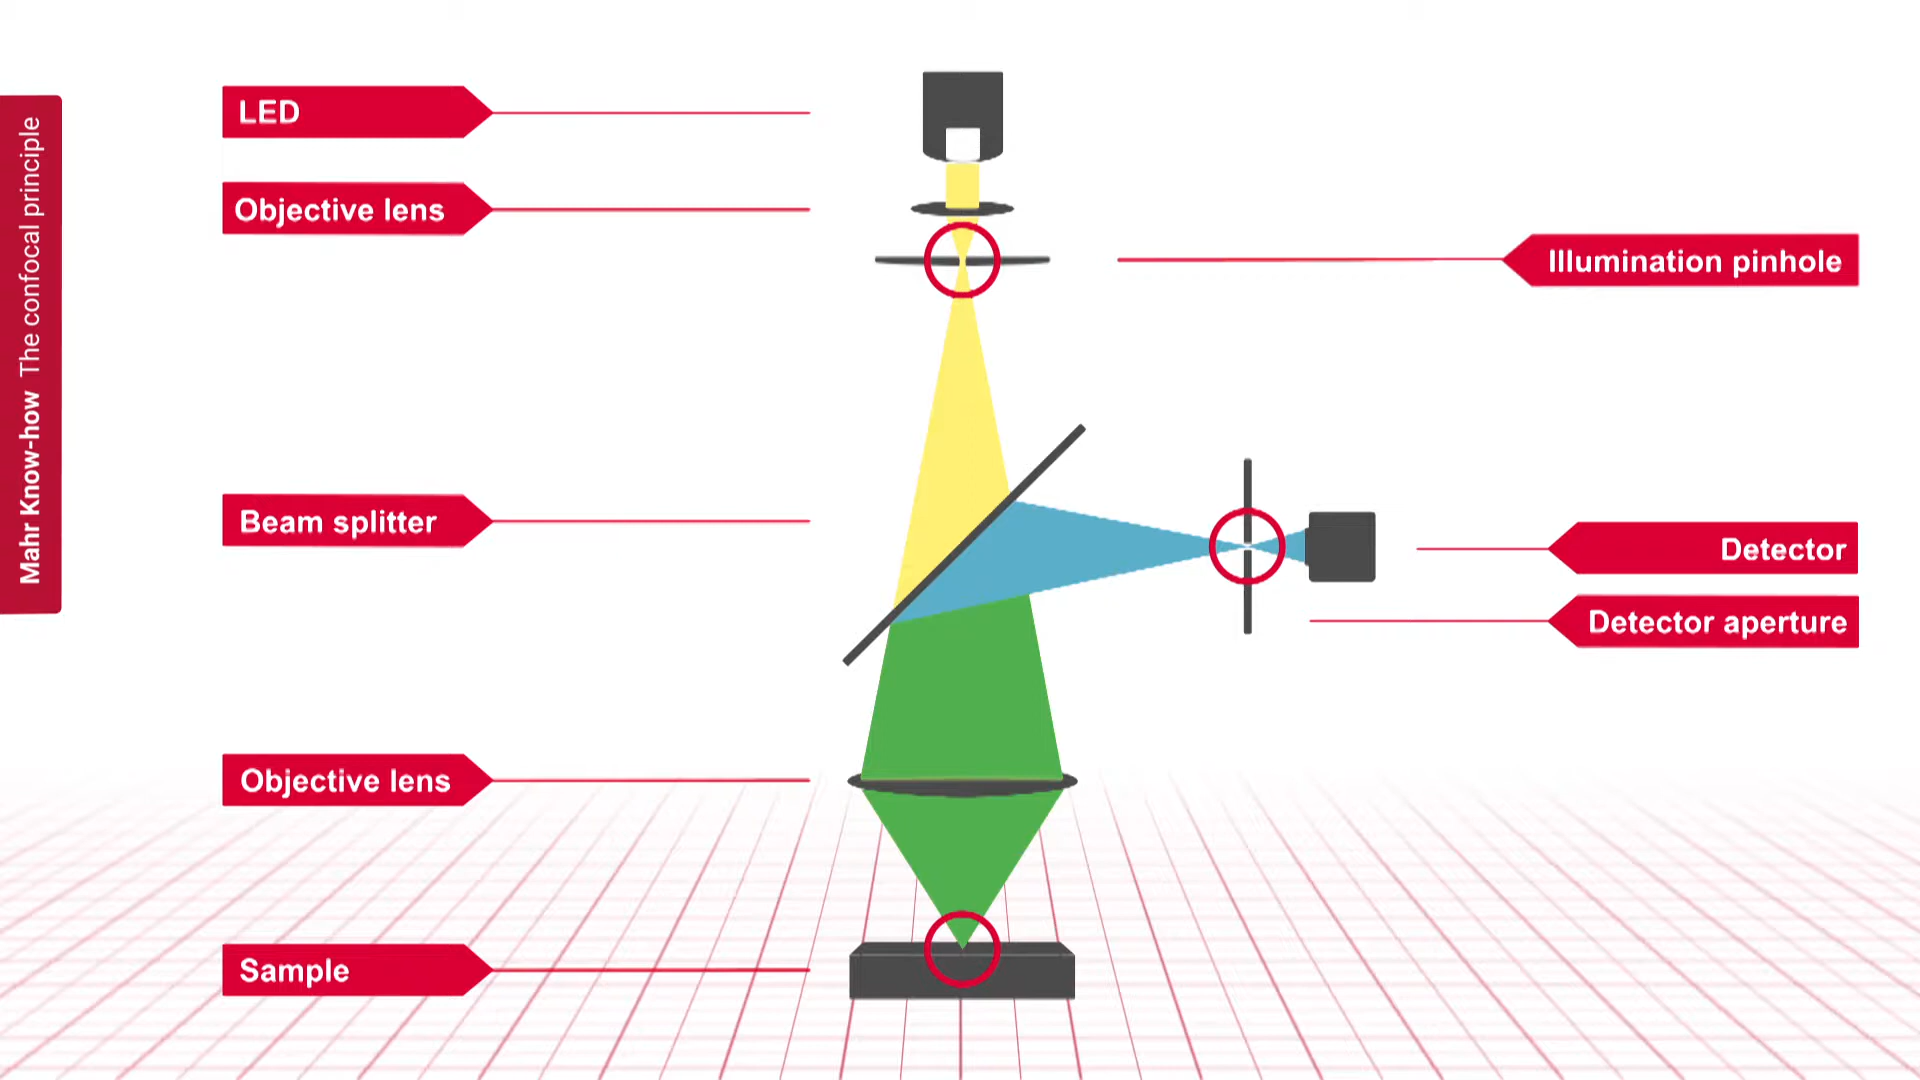 Mahr Know-how The confocal principle
LED
Objective lens
Illumination pinhole
Beam splitter
Detector
Detector aperture
Objective lens
Sample